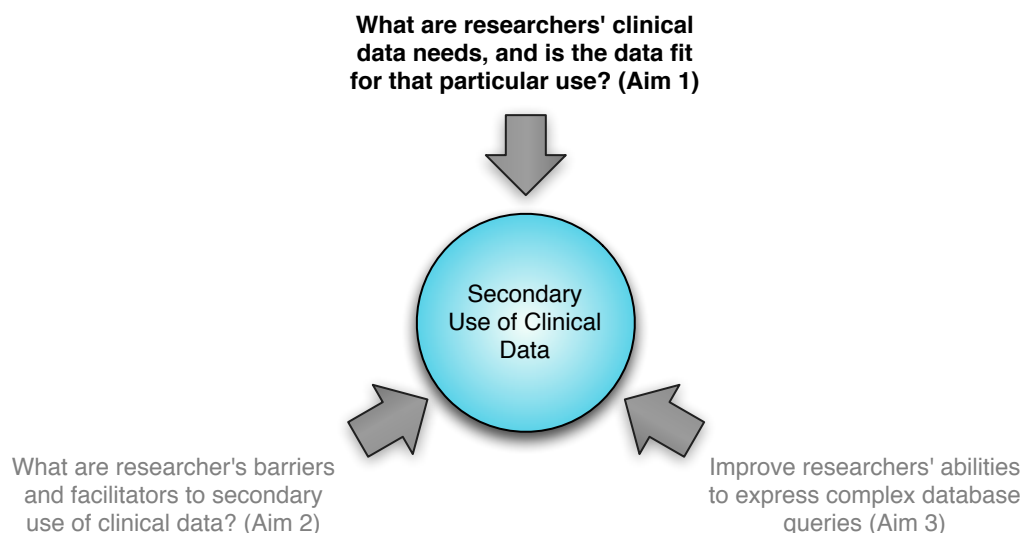 What are researchers' clinical
data needs, and is the data fit
for that particular use? (Aim 1)
Secondary
Use of Clinical
Data
What are researcher's barriers
and facilitators to secondary
use of clinical data? (Aim 2)
Improve researchers' abilities
to express complex database
queries (Aim 3)